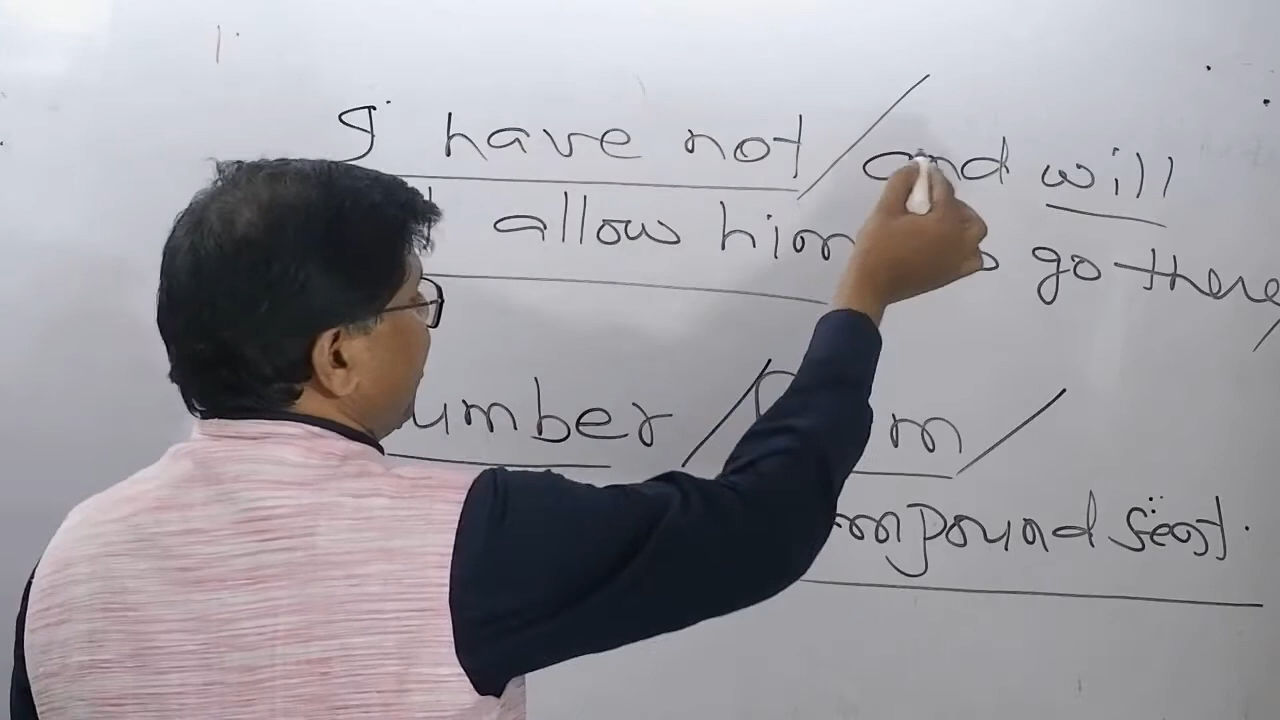 I have not / and will
allow him go there /
umber / m /
mpound sent.